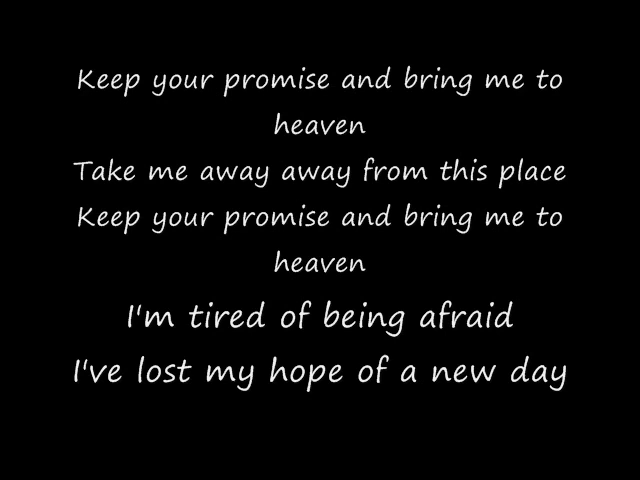 Keep your promise and bring me to
heaven
Take me away away from this place
Keep your promise and bring me to
heaven
I'm tired of being afraid
I've lost my hope of a new day